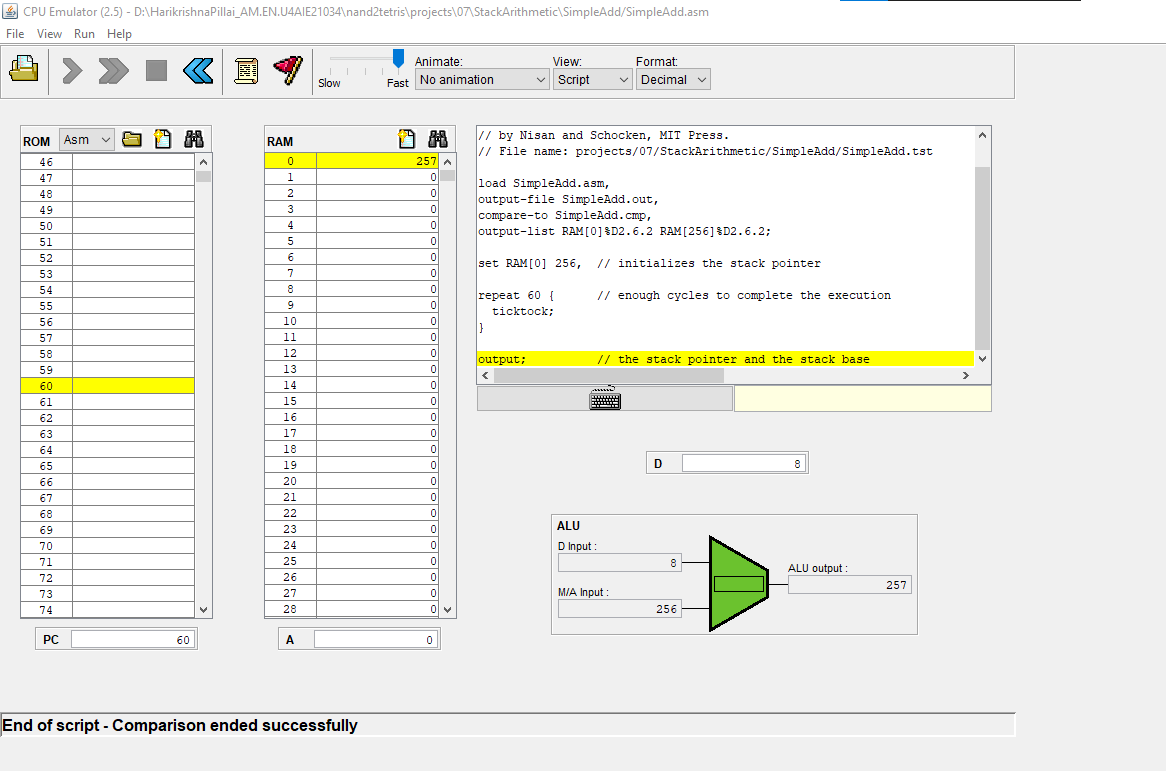 CPU Emulator (2.5) - D:\HarikrishnaPillai_AM.EN.U4AIE21034\nand2tetris\projects\07\StackArithmetic\SimpleAdd/SimpleAdd.asm
File View Run Help
Slow Fast
Animate: View: Format:
No animation Script Decimal
ROM Asm
46
47
48
49
50
51
52
53
54
55
56
57
58
59
60
61
62
63
64
65
66
67
68
69
70
71
72
73
74
PC 60
RAM
0 257
1 0
2 0
3 0
4 0
5 0
6 0
7 0
8 0
9 0
10 0
11 0
12 0
13 0
14 0
15 0
16 0
17 0
18 0
19 0
20 0
21 0
22 0
23 0
24 0
25 0
26 0
27 0
28 0
A 0
// by Nisan and Schocken, MIT Press.
// File name: projects/07/StackArithmetic/SimpleAdd/SimpleAdd.tst
load SimpleAdd.asm,
output-file SimpleAdd.out,
compare-to SimpleAdd.cmp,
output-list RAM[0]%D2.6.2 RAM[256]%D2.6.2;
set RAM[0] 256,  // initializes the stack pointer
repeat 60 {      // enough cycles to complete the execution
  ticktock;
}
output;          // the stack pointer and the stack base
D 8
ALU
D Input :
8
M/A Input :
256
ALU output :
257
End of script - Comparison ended successfully